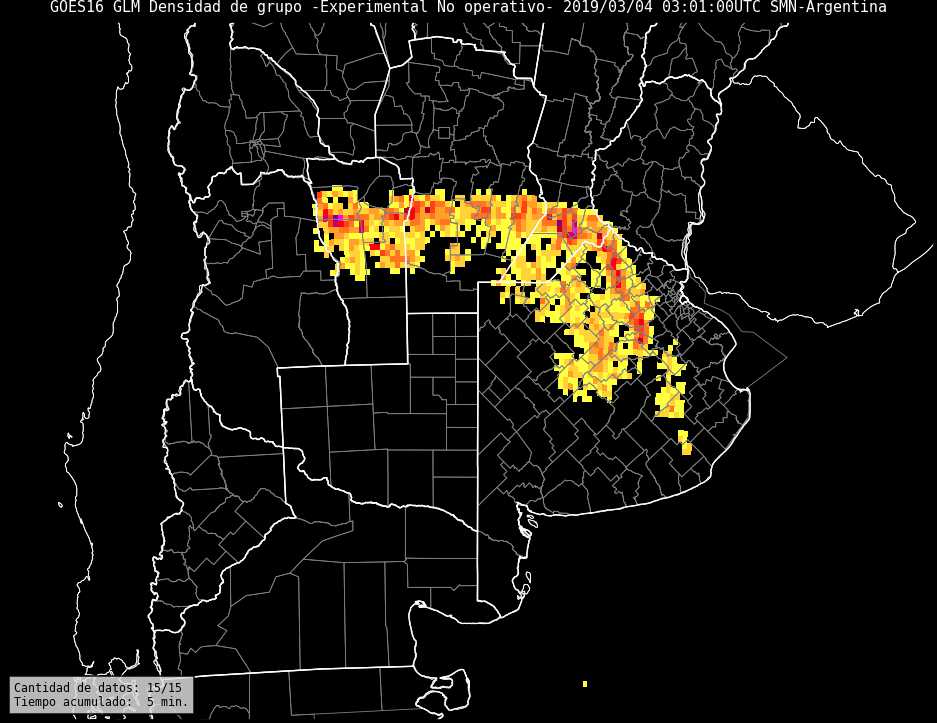 GOES16 GLM Densidad de grupo -Experimental No operativo- 2019/03/04 03:01:00UTC SMN-Argentina
Cantidad de datos: 15/15
Tiempo acumulado:  5 min.